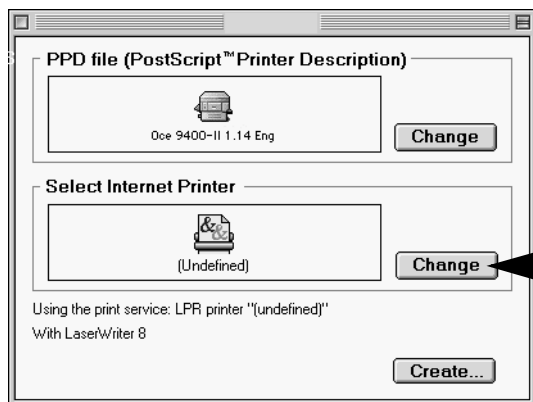 PPD file (PostScript™ Printer Description)
Oce 9400-II 1.14 Eng
Change
Select Internet Printer
&&
(Undefined)
Change
Using the print service: LPR printer "(undefined)"
With LaserWriter 8
Create...